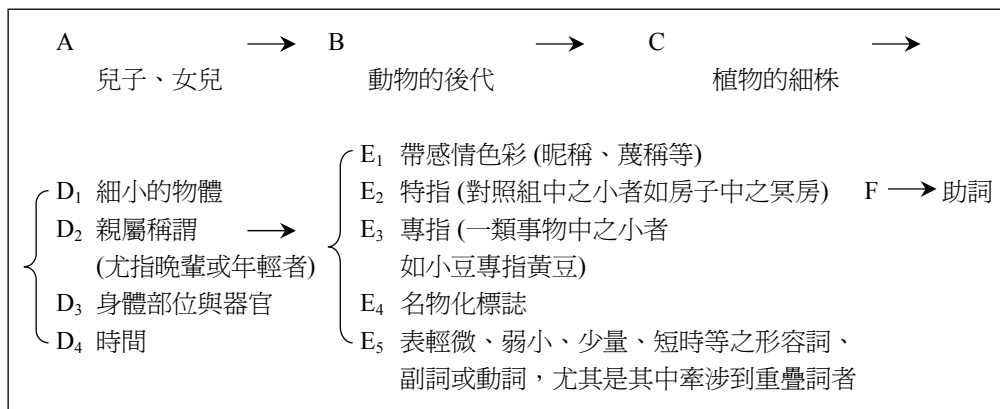 A → B → C →
兒子、女兒 動物的後代 植物的細株
E₁ 帶感情色彩 (昵稱、蔑稱等)
D₁ 細小的物體 E₂ 特指 (對照組中之小者如房子中之冥房) F → 助詞
D₂ 親屬稱謂 → E₃ 專指 (一類事物中之小者
(尤指晚輩或年輕者) 如小豆專指黃豆)
D₃ 身體部位與器官 E₄ 名物化標誌
D₄ 時間 E₅ 表輕微、弱小、少量、短時等之形容詞、
副詞或動詞，尤其是其中牽涉到重疊詞者